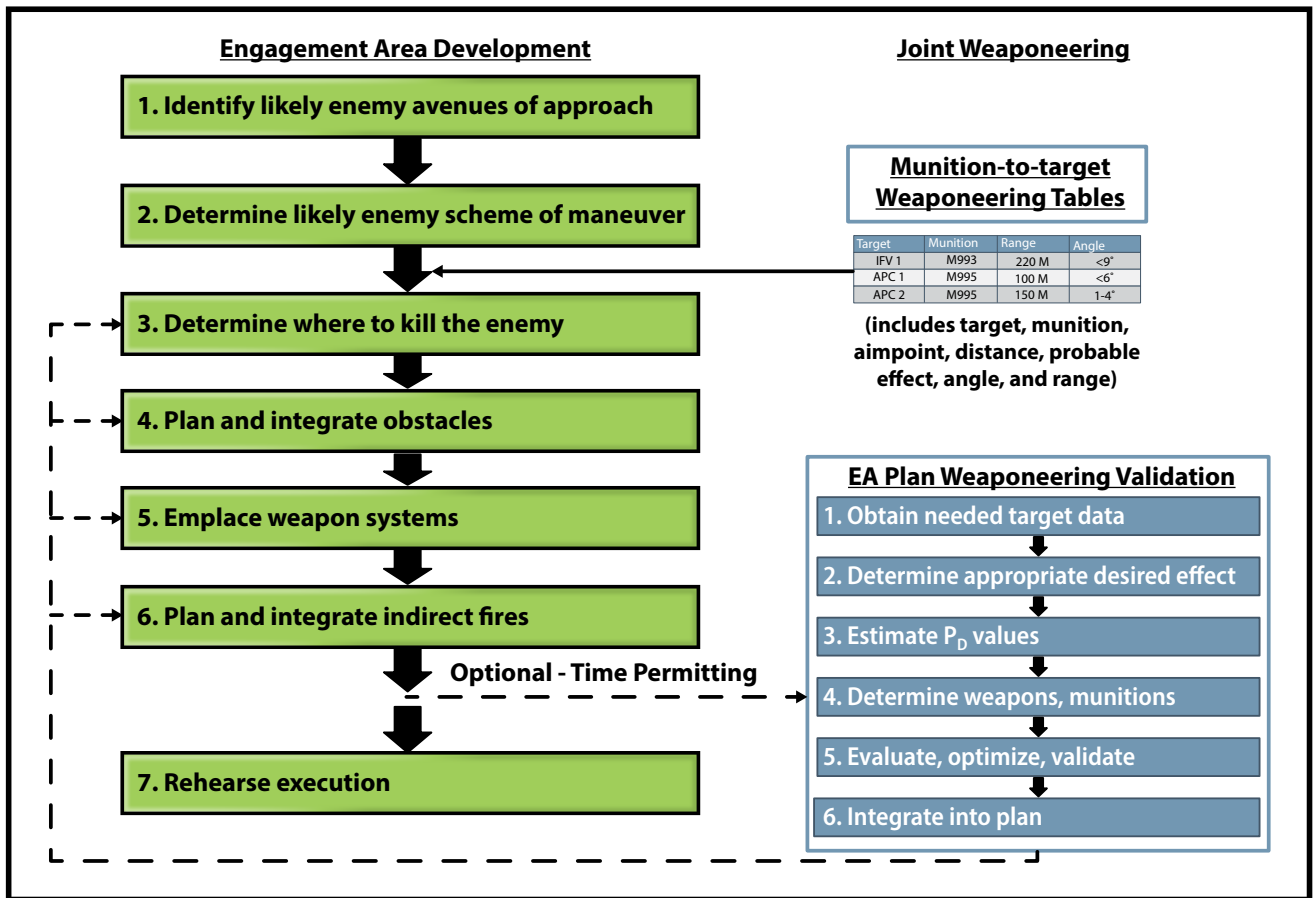 Engagement Area Development
1. Identify likely enemy avenues of approach
2. Determine likely enemy scheme of maneuver
3. Determine where to kill the enemy
4. Plan and integrate obstacles
5. Emplace weapon systems
6. Plan and integrate indirect fires
Optional - Time Permitting
7. Rehearse execution
Joint Weaponeering
Munition-to-target
Weaponeering Tables
Target Munition Range Angle
IFV 1 M993 220 M <9°
APC 1 M995 100 M <6°
APC 2 M995 150 M 1-4°
(includes target, munition,
aimpoint, distance, probable
effect, angle, and range)
EA Plan Weaponeering Validation
1. Obtain needed target data
2. Determine appropriate desired effect
3. Estimate PD values
4. Determine weapons, munitions
5. Evaluate, optimize, validate
6. Integrate into plan